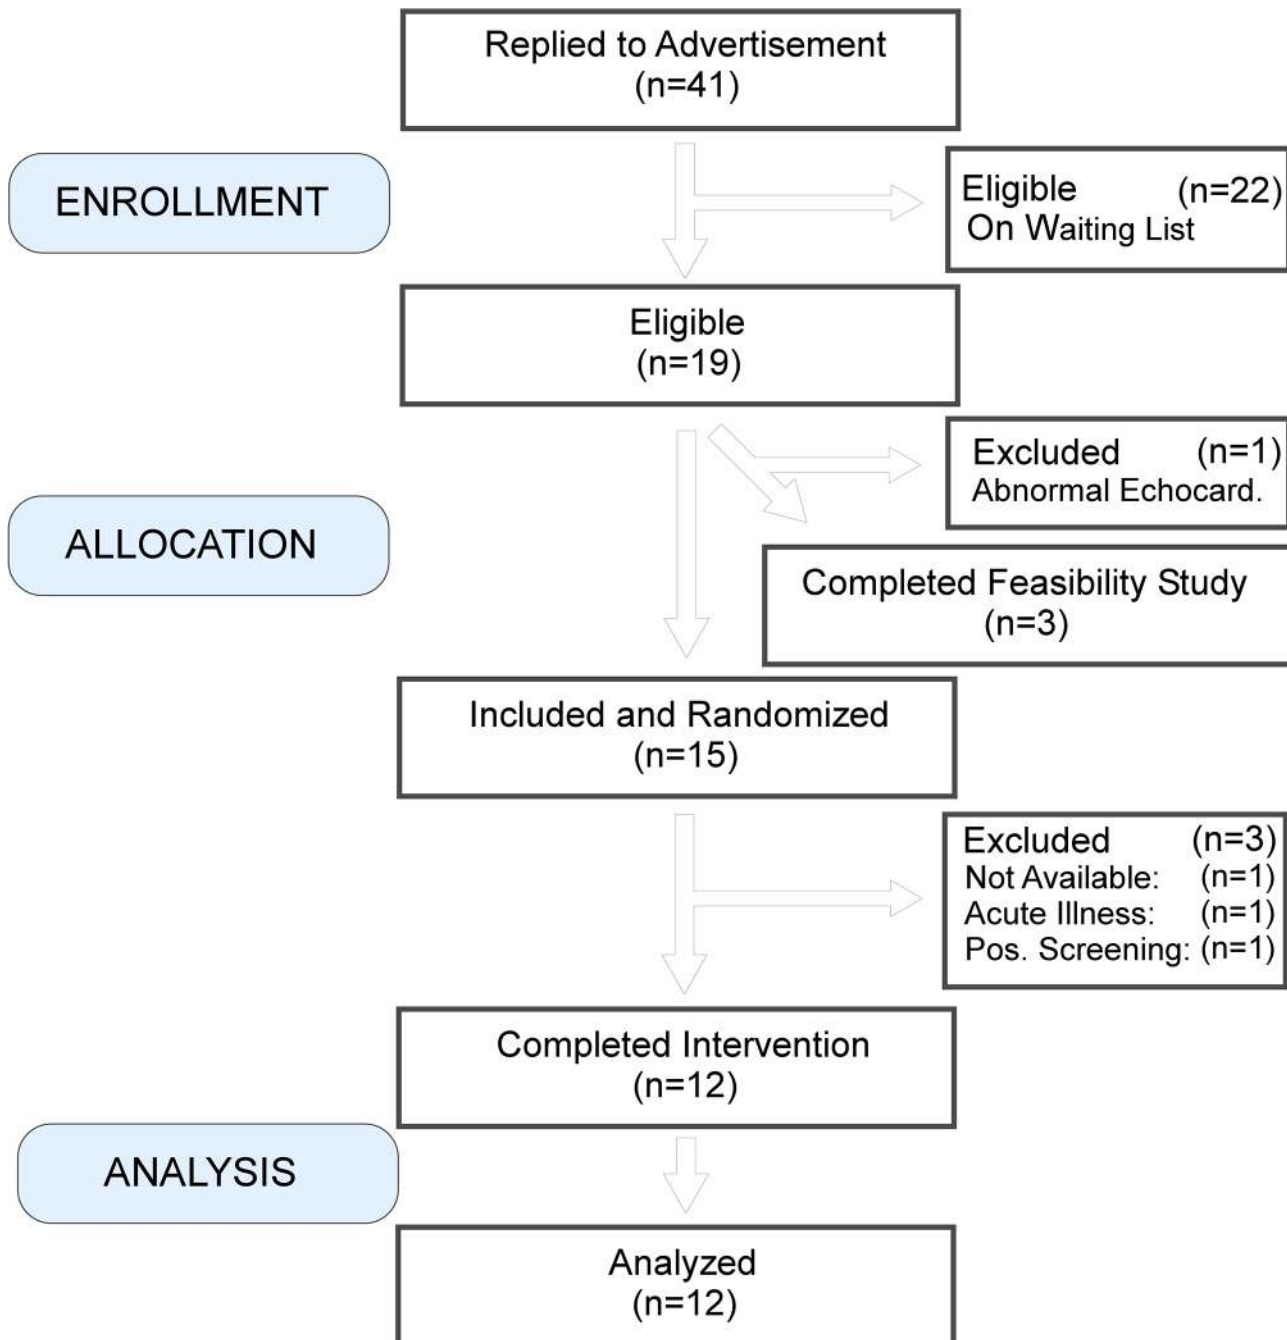 Replied to Advertisement
(n=41)
ENROLLMENT
Eligible (n=22)
On Waiting List
Eligible
(n=19)
Excluded (n=1)
Abnormal Echocard.
ALLOCATION
Completed Feasibility Study
(n=3)
Included and Randomized
(n=15)
Excluded (n=3)
Not Available: (n=1)
Acute Illness: (n=1)
Pos. Screening: (n=1)
Completed Intervention
(n=12)
ANALYSIS
Analyzed
(n=12)